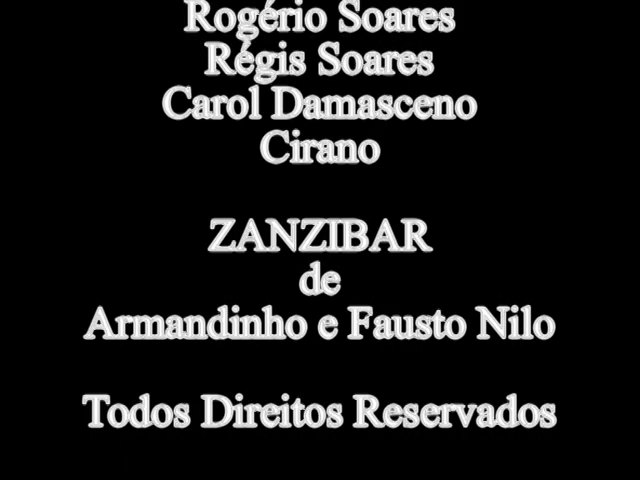 Rogério Soares
Régis Soares
Carol Damasceno
Cirano
ZANZIBAR
de
Armandinho e Fausto Nilo
Todos Direitos Reservados